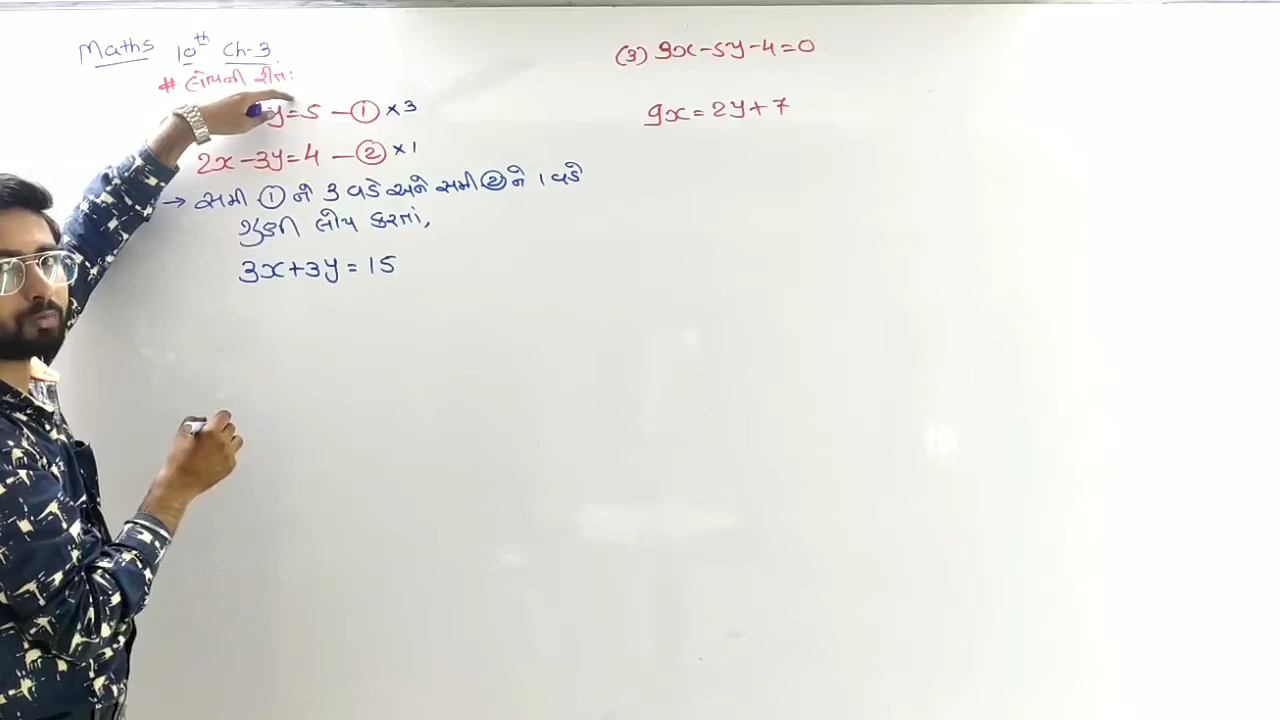 Maths 10th Ch-3
# લોપની રીત:
y=5 —①×3
2x-3y=4 —②×1
→ સમી ① ને 3 વડે અને સમી ② ને 1 વડે
ગુણી લોપ કરતાં,
3x+3y=15
(3) 9x-5y-4=0
9x=2y+7